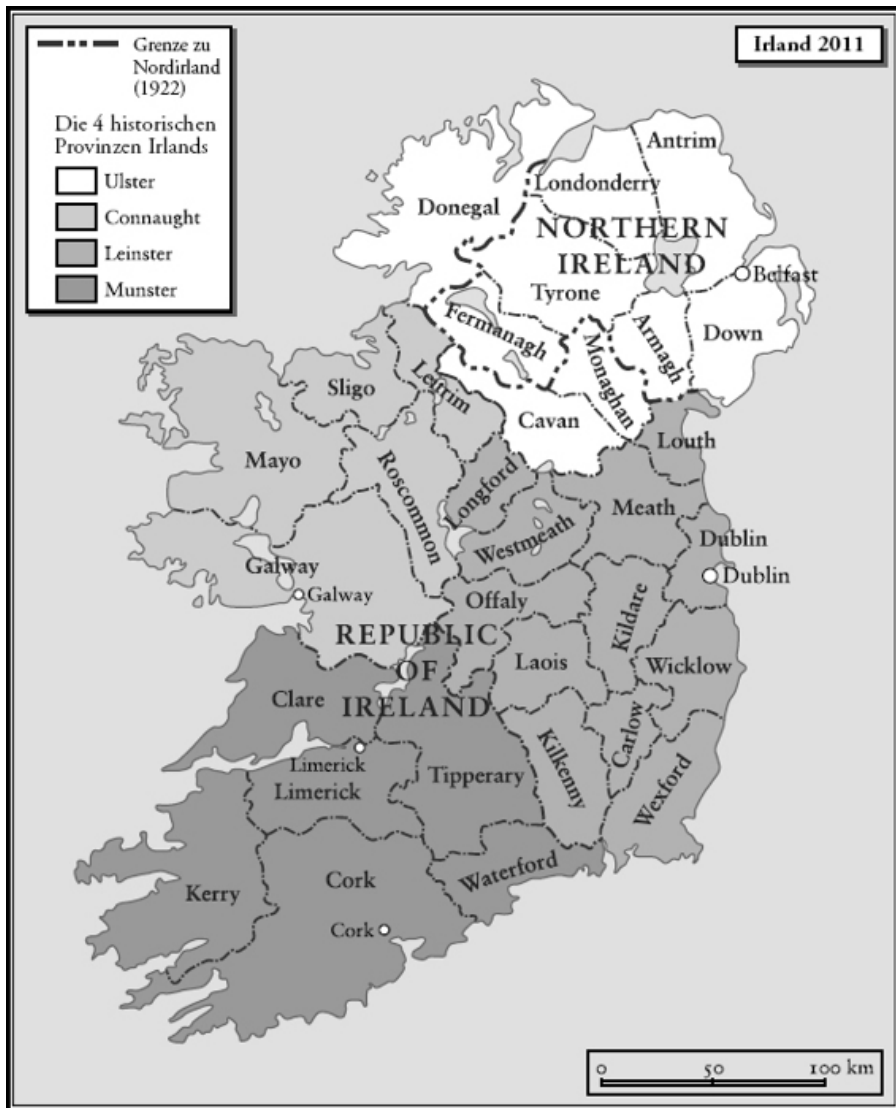 Grenze zu
Nordirland
(1922)
Die 4 historischen
Provinzen Irlands
Ulster
Connaught
Leinster
Munster
Irland 2011
Antrim
Londonderry
Donegal
NORTHERN
IRELAND
Belfast
Tyrone
Fermanagh
Armagh
Down
Monaghan
Leitrim
Sligo
Cavan
Louth
Mayo
Roscommon
Longford
Meath
Westmeath
Dublin
Dublin
Galway
Galway
Offaly
Kildare
REPUBLIC
OF
IRELAND
Laois
Wicklow
Clare
Carlow
Kilkenny
Limerick
Limerick
Tipperary
Wexford
Waterford
Kerry
Cork
Cork
0 50 100 km